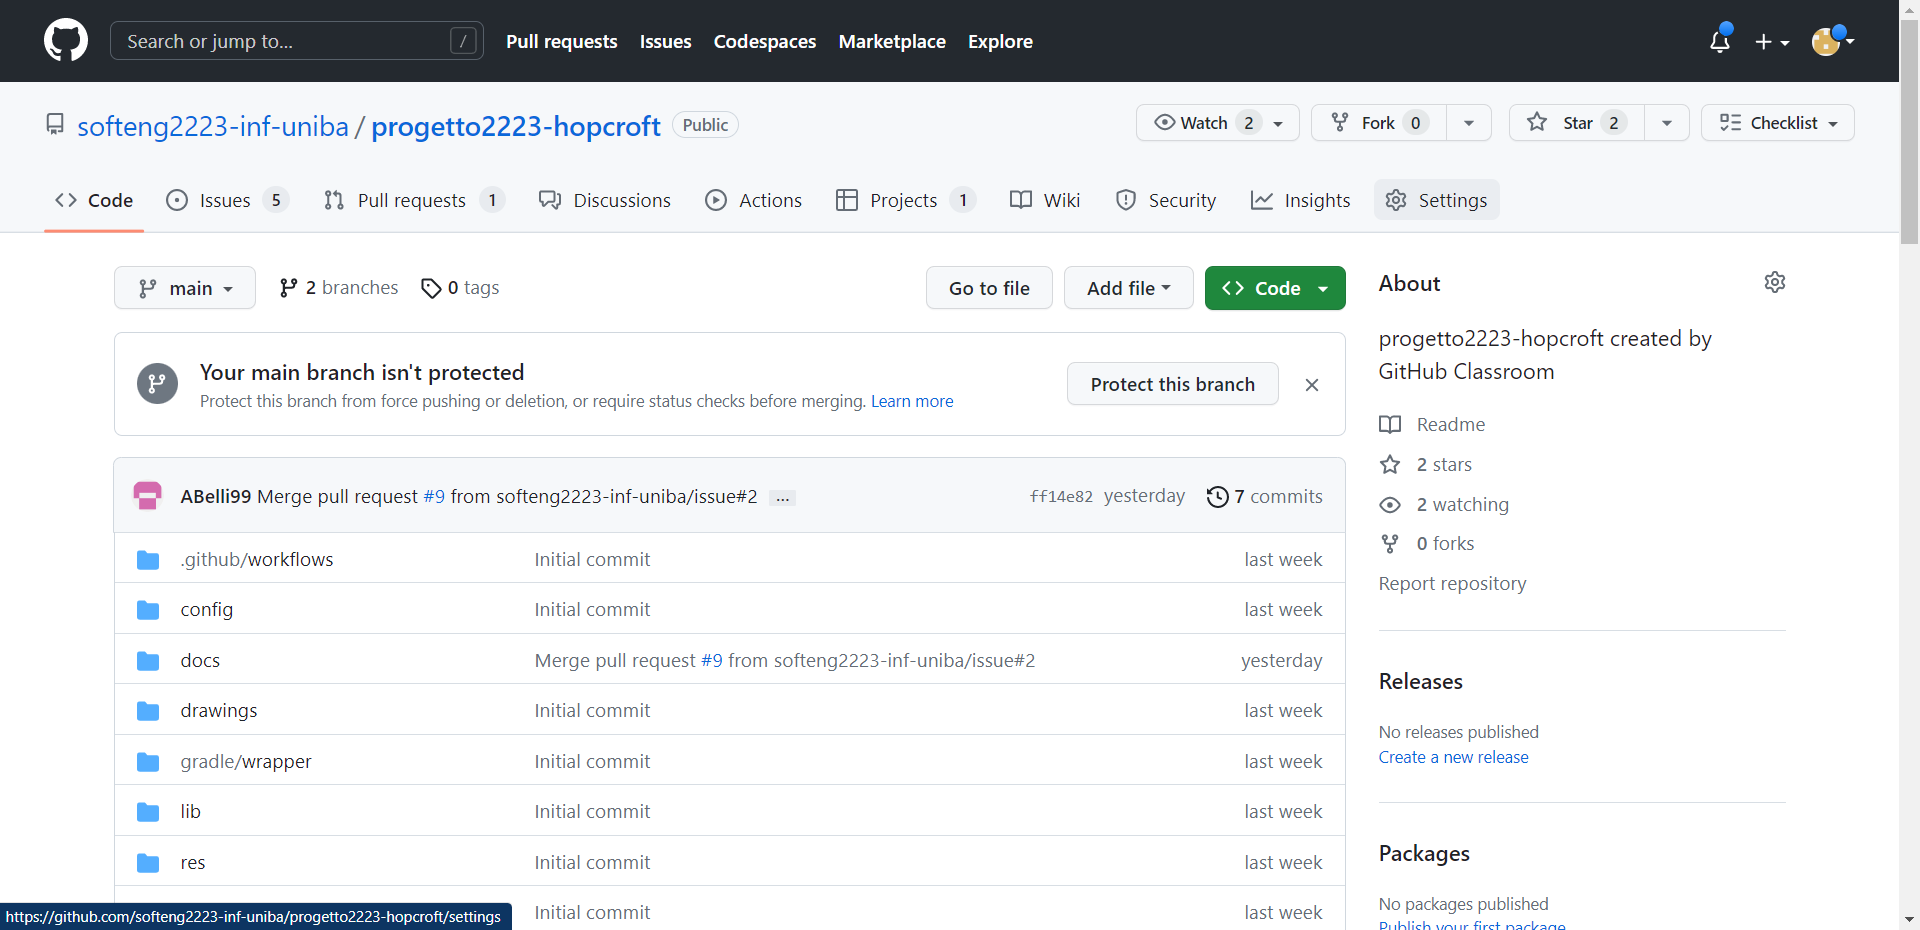 Search or jump to... / Pull requests Issues Codespaces Marketplace Explore
softeng2223-inf-uniba / progetto2223-hopcroft Public Watch 2 Fork 0 Star 2 Checklist
Code Issues 5 Pull requests 1 Discussions Actions Projects 1 Wiki Security Insights Settings
main 2 branches 0 tags Go to file Add file Code
Your main branch isn't protected
Protect this branch from force pushing or deletion, or require status checks before merging. Learn more
Protect this branch
ABelli99 Merge pull request #9 from softeng2223-inf-uniba/issue#2 ... ff14e82 yesterday 7 commits
.github/workflows Initial commit last week
config Initial commit last week
docs Merge pull request #9 from softeng2223-inf-uniba/issue#2 yesterday
drawings Initial commit last week
gradle/wrapper Initial commit last week
lib Initial commit last week
res Initial commit last week
Initial commit last week
About
progetto2223-hopcroft created by
GitHub Classroom
Readme
2 stars
2 watching
0 forks
Report repository
Releases
No releases published
Create a new release
Packages
No packages published
Publish your first package
https://github.com/softeng2223-inf-uniba/progetto2223-hopcroft/settings